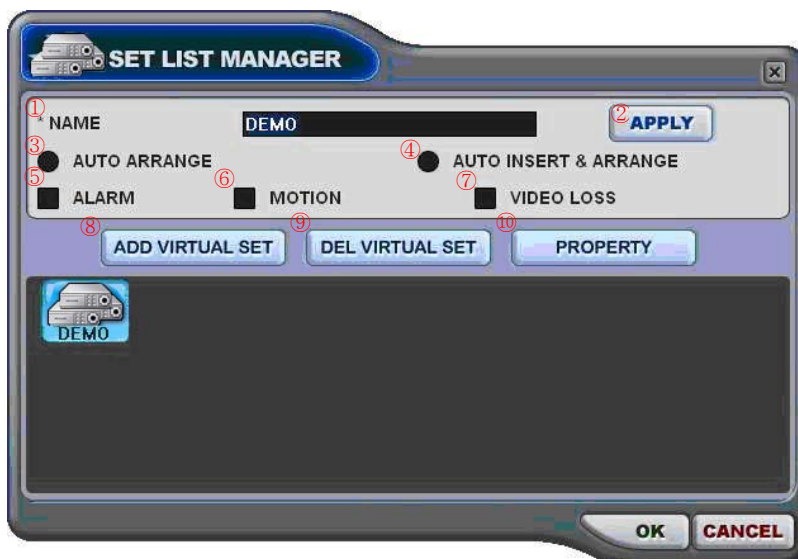 SET LIST MANAGER
①
* NAME DEMO ② APPLY
③ AUTO ARRANGE ④ AUTO INSERT & ARRANGE
⑤ ALARM ⑥ MOTION ⑦ VIDEO LOSS
⑧ ADD VIRTUAL SET ⑨ DEL VIRTUAL SET ⑩ PROPERTY
DEMO
OK CANCEL